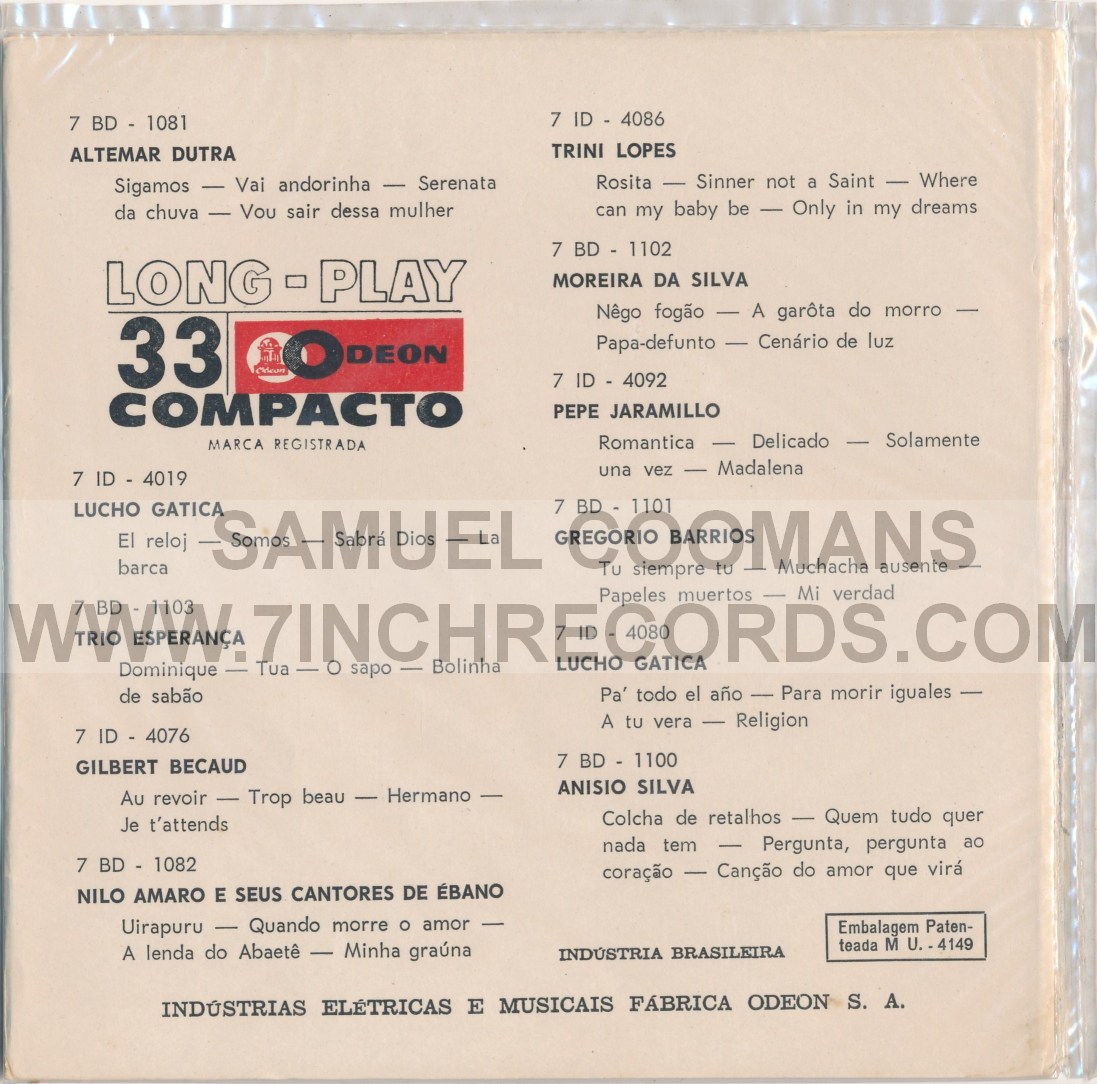 7 BD - 1081
ALTEMAR DUTRA
Sigamos — Vai andorinha — Serenata
da chuva — Vou sair dessa mulher
LONG - PLAY
33 ODEON
Odeon
COMPACTO
MARCA REGISTRADA
7 ID - 4019
LUCHO GATICA
El reloj — Somos — Sabrá Dios — La
barca
7 BD - 1103
TRIO ESPERANÇA
Dominique — Tua — O sapo — Bolinha
de sabão
7 ID - 4076
GILBERT BECAUD
Au revoir — Trop beau — Hermano —
Je t'attends
7 BD - 1082
NILO AMARO E SEUS CANTORES DE ÉBANO
Uirapuru — Quando morre o amor —
A lenda do Abaetê — Minha graúna
7 ID - 4086
TRINI LOPES
Rosita — Sinner not a Saint — Where
can my baby be — Only in my dreams
7 BD - 1102
MOREIRA DA SILVA
Nêgo fogão — A garôta do morro —
Papa-defunto — Cenário de luz
7 ID - 4092
PEPE JARAMILLO
Romantica — Delicado — Solamente
una vez — Madalena
7 BD - 1101
GREGORIO BARRIOS
Tu siempre tu — Muchacha ausente —
Papeles muertos — Mi verdad
7 ID - 4080
LUCHO GATICA
Pa' todo el año — Para morir iguales —
A tu vera — Religion
7 BD - 1100
ANISIO SILVA
Colcha de retalhos — Quem tudo quer
nada tem — Pergunta, pergunta ao
coração — Canção do amor que virá
INDÚSTRIA BRASILEIRA
Embalagem Paten-
teada M U. - 4149
INDÚSTRIAS ELÉTRICAS E MUSICAIS FÁBRICA ODEON S. A.
SAMUEL COOMANS
WWW.7INCHRECORDS.COM